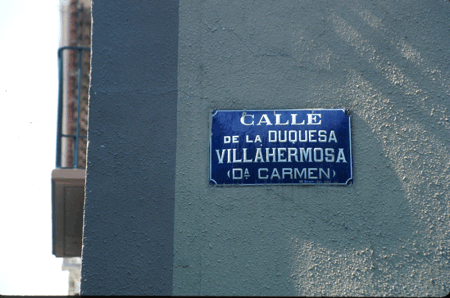 CALLE
DE LA DUQUESA
VILLAHERMOSA
(Dª CARMEN)